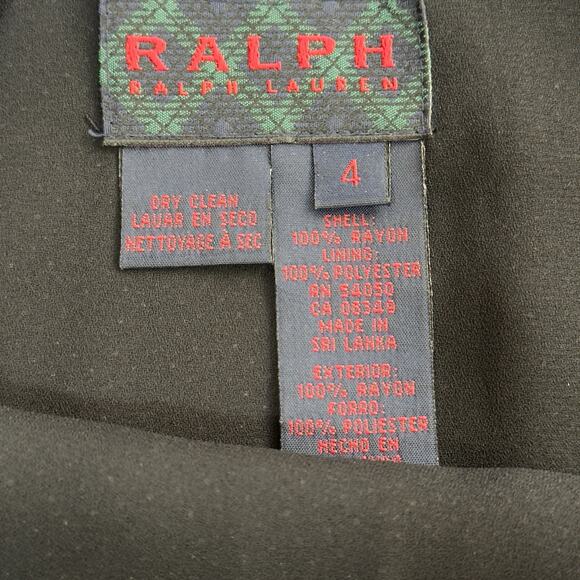 RALPH
RALPH LAUREN
4
DRY CLEAN
LAVAR EN SECO
NETTOYAGE À SEC
SHELL:
100% RAYON
LINING:
100% POLYESTER
RN 54050
CA 08549
MADE IN
SRI LANKA
EXTERIOR:
100% RAYON
FORRO:
100% POLIESTER
HECHO EN